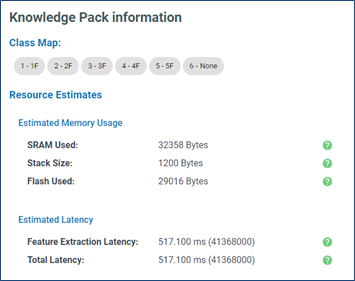 Knowledge Pack information
Class Map:
1 - 1F 2 - 2F 3 - 3F 4 - 4F 5 - 5F 6 - None
Resource Estimates
Estimated Memory Usage
SRAM Used: 32358 Bytes ?
Stack Size: 1200 Bytes ?
Flash Used: 29016 Bytes ?
Estimated Latency
Feature Extraction Latency: 517.100 ms (41368000) ?
Total Latency: 517.100 ms (41368000) ?